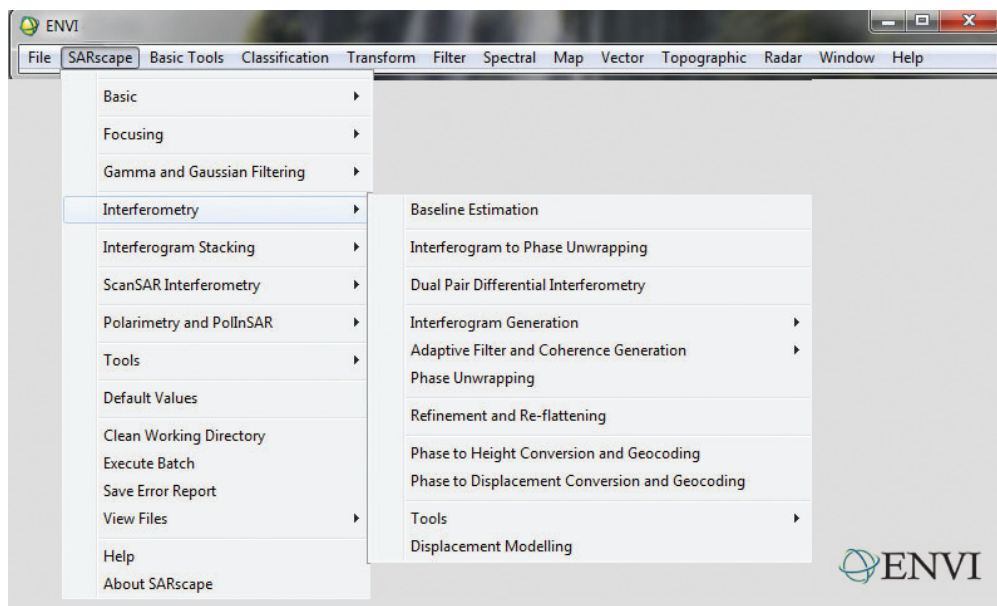 ENVI
File SARscape Basic Tools Classification Transform Filter Spectral Map Vector Topographic Radar Window Help
Basic
Focusing
Gamma and Gaussian Filtering
Interferometry
Interferogram Stacking
ScanSAR Interferometry
Polarimetry and PolInSAR
Tools
Default Values
Clean Working Directory
Execute Batch
Save Error Report
View Files
Help
About SARscape
Baseline Estimation
Interferogram to Phase Unwrapping
Dual Pair Differential Interferometry
Interferogram Generation
Adaptive Filter and Coherence Generation
Phase Unwrapping
Refinement and Re-flattening
Phase to Height Conversion and Geocoding
Phase to Displacement Conversion and Geocoding
Tools
Displacement Modelling
ENVI